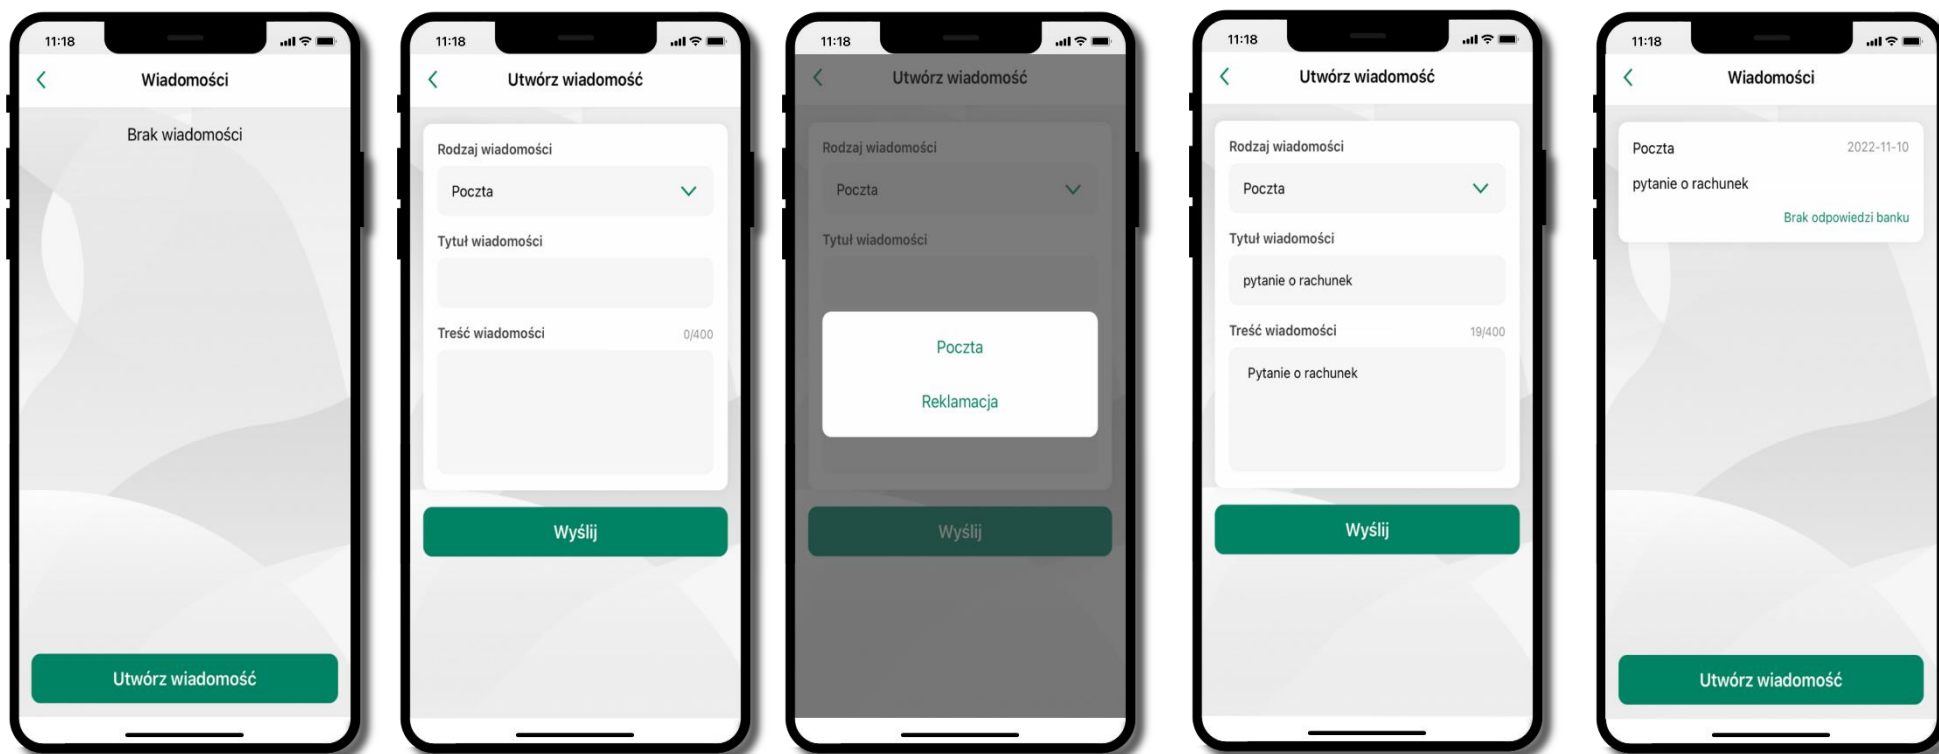 11:18
Wiadomości
Brak wiadomości
Utwórz wiadomość
11:18
Utwórz wiadomość
Rodzaj wiadomości
Poczta
Tytuł wiadomości
Treść wiadomości 0/400
Wyślij
11:18
Utwórz wiadomość
Rodzaj wiadomości
Poczta
Tytuł wiadomości
Poczta
Reklamacja
Wyślij
11:18
Utwórz wiadomość
Rodzaj wiadomości
Poczta
Tytuł wiadomości
pytanie o rachunek
Treść wiadomości 19/400
Pytanie o rachunek
Wyślij
11:18
Wiadomości
Poczta 2022-11-10
pytanie o rachunek
Brak odpowiedzi banku
Utwórz wiadomość